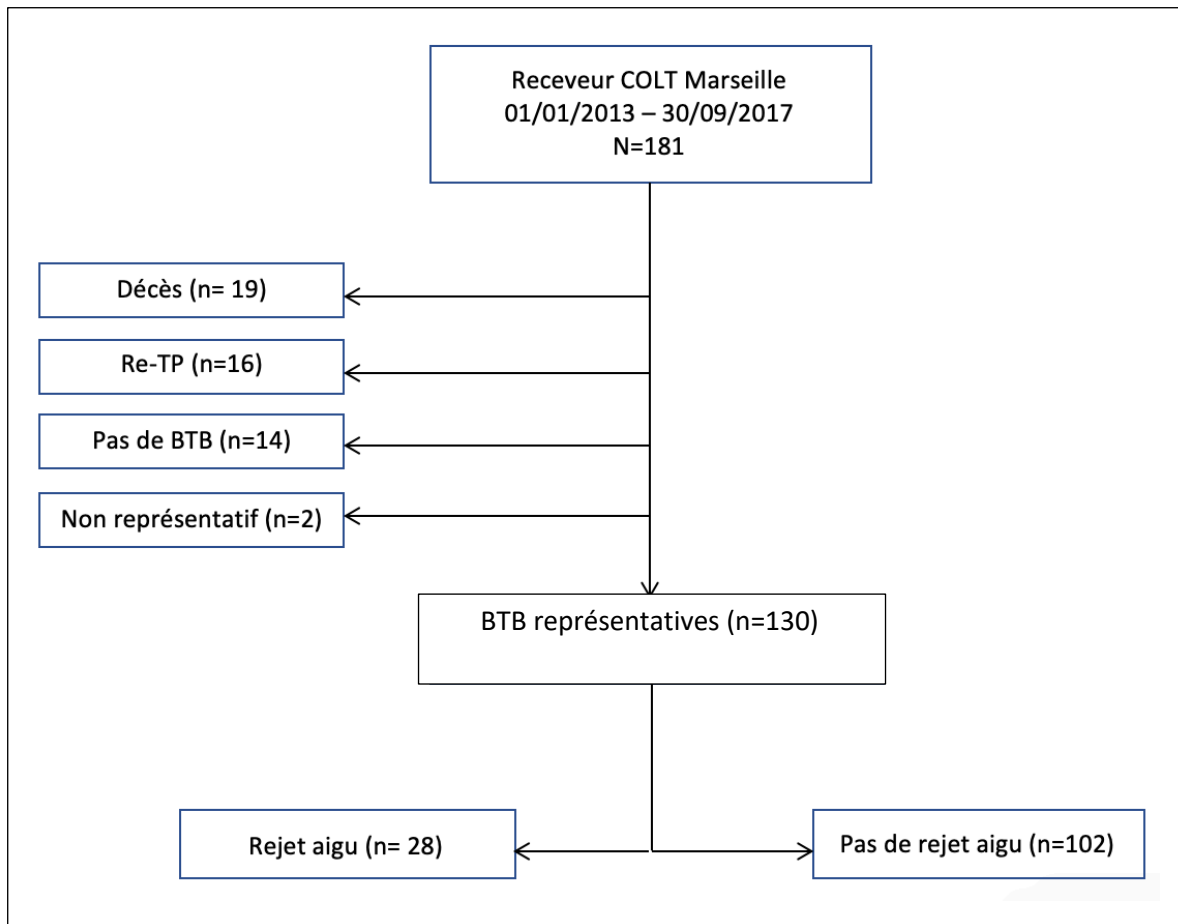 Receveur COLT Marseille
01/01/2013 – 30/09/2017
N=181
Décès (n= 19)
Re-TP (n=16)
Pas de BTB (n=14)
Non représentatif (n=2)
BTB représentatives (n=130)
Rejet aigu (n= 28)
Pas de rejet aigu (n=102)